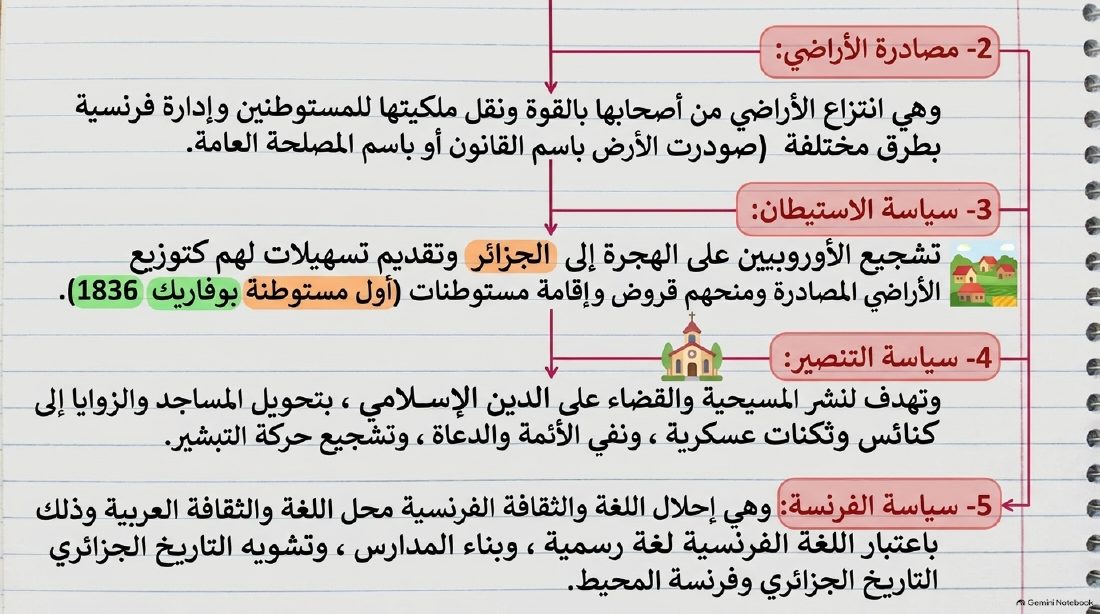 2- مصادرة الأراضي:
وهي انتزاع الأراضي من أصحابها بالقوة ونقل ملكيتها للمستوطنين وإدارة فرنسية
بطرق مختلفة (صودرت الأرض باسم القانون أو باسم المصلحة العامة.
3- سياسة الاستيطان:
تشجيع الأوروبيين على الهجرة إلى الجزائر وتقديم تسهيلات لهم كتوزيع
الأراضي المصادرة ومنحهم قروض وإقامة مستوطنات (أول مستوطنة بوفاريك 1836).
4- سياسة التنصير:
وتهدف لنشر المسيحية والقضاء على الدين الإسلامي ، بتحويل المساجد والزوايا إلى
كنائس وثكنات عسكرية ، ونفي الأئمة والدعاة ، وتشجيع حركة التبشير.
5- سياسة الفرنسة: وهي إحلال اللغة والثقافة الفرنسية محل اللغة والثقافة العربية وذلك
باعتبار اللغة الفرنسية لغة رسمية ، وبناء المدارس ، وتشويه التاريخ الجزائري
التاريخ الجزائري وفرنسة المحيط.
Gemini Notebook